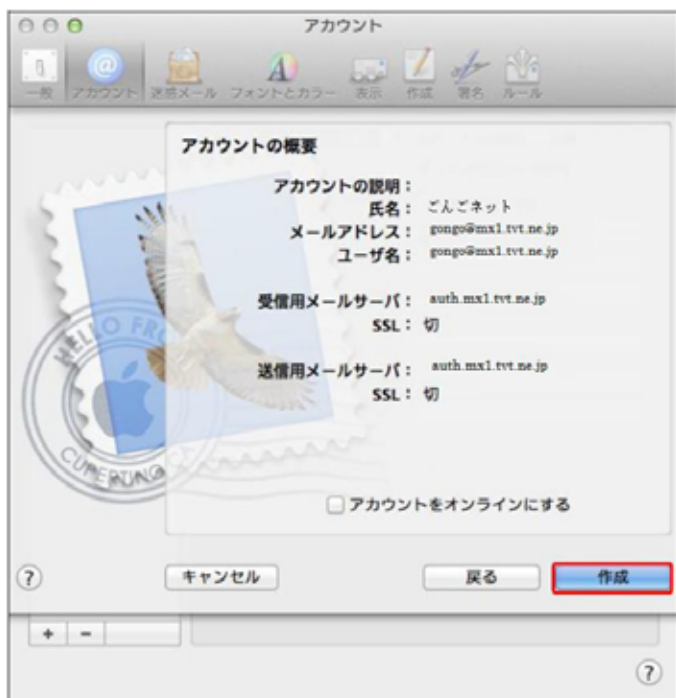 アカウント
一般 アカウント 迷惑メール フォントとカラー 表示 作成 署名 ルール
アカウントの概要
アカウントの説明：
氏名： ごんごネット
メールアドレス： gongo@mx1.tvt.ne.jp
ユーザ名： gongo@mx1.tvt.ne.jp
受信用メールサーバ： auth.mx1.tvt.ne.jp
SSL： 切
送信用メールサーバ： auth.mx1.tvt.ne.jp
SSL： 切
HELLO FRO
CUPERTINO CA
アカウントをオンラインにする
? キャンセル 戻る 作成
+ −
?